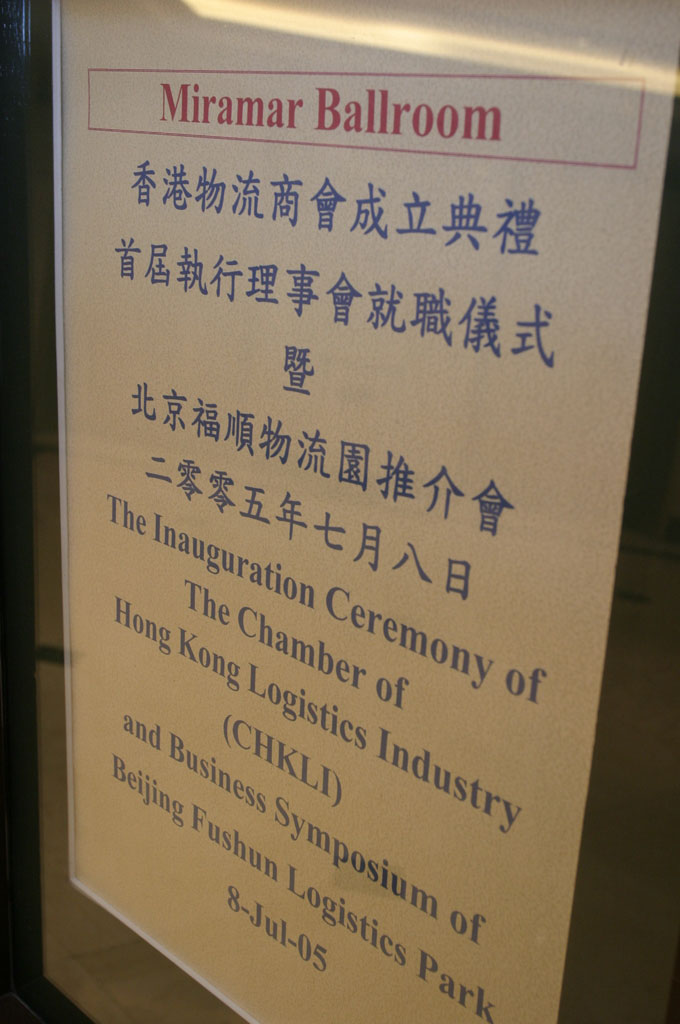 Miramar Ballroom
香港物流商會成立典禮
首屆執行理事會就職儀式
暨
北京福順物流園推介會
二零零五年七月八日
The Inauguration Ceremony of
The Chamber of
Hong Kong Logistics Industry
(CHKLI)
and Business Symposium of
Beijing Fushun Logistics Park
8-Jul-05